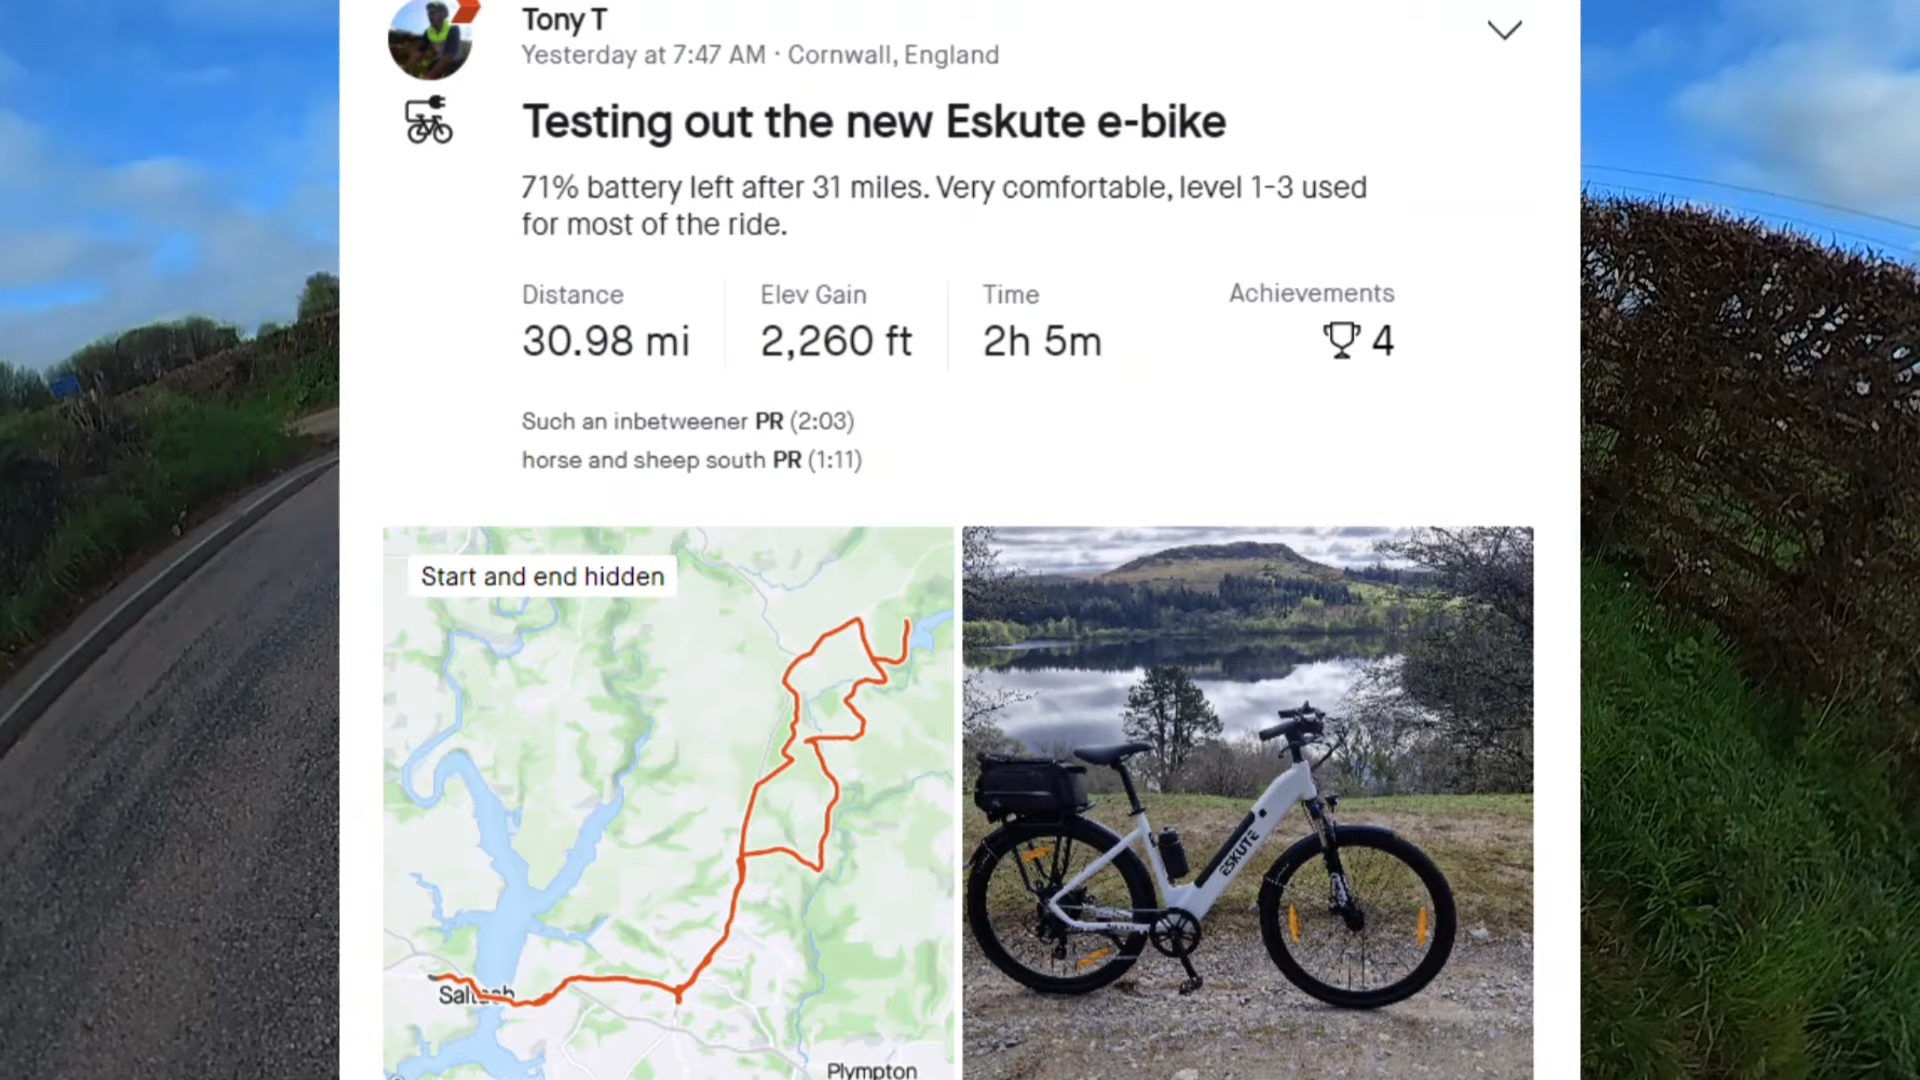 Tony T
Yesterday at 7:47 AM · Cornwall, England
Testing out the new Eskute e-bike
71% battery left after 31 miles. Very comfortable, level 1-3 used
for most of the ride.
Distance
Elev Gain
Time
Achievements
30.98 mi
2,260 ft
2h 5m
4
Such an inbetweener PR (2:03)
horse and sheep south PR (1:11)
Start and end hidden
ESKUTE
Saltash
Plympton